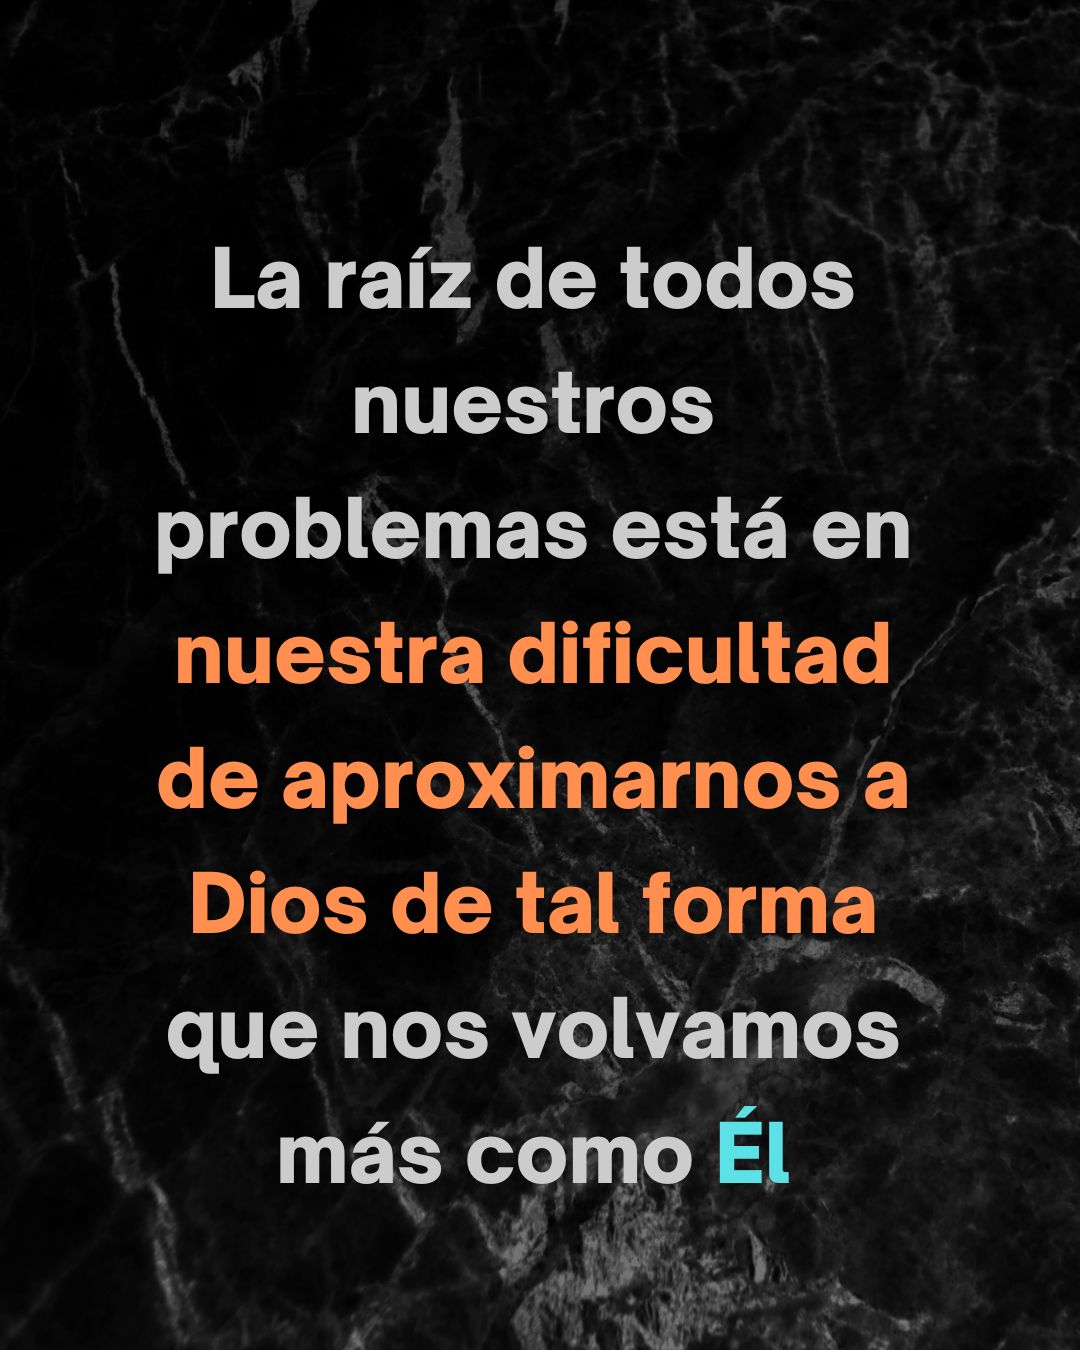 La raíz de todos
nuestros
problemas está en
nuestra dificultad
de aproximarnos a
Dios de tal forma
que nos volvamos
más como Él